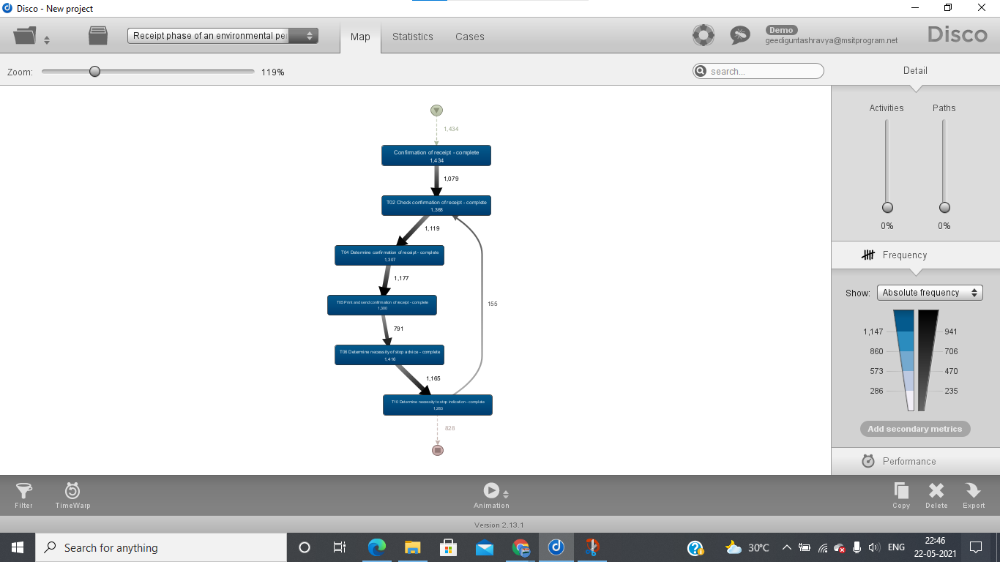 Disco - New project
Receipt phase of an environmental pe
Map
Statistics
Cases
Demo
geediguntashravya@msitprogram.net
Disco
Zoom:
119%
search...
Detail
1,434
Confirmation of receipt - complete
1,434
1,079
T02 Check confirmation of receipt - complete
1,368
1,119
T04 Determine confirmation of receipt - complete
1,307
1,177
T05 Print and send confirmation of receipt - complete
1,300
791
T06 Determine necessity of stop advice - complete
1,416
1,165
T10 Determine necessity to stop indication - complete
1,283
155
828
Activities
Paths
0%
0%
Frequency
Show:
Absolute frequency
1,147
941
860
706
573
470
286
235
Add secondary metrics
Performance
Filter
TimeWarp
Animation
Copy
Delete
Export
Version 2.13.1
Search for anything
30°C
ENG
22:46
22-05-2021